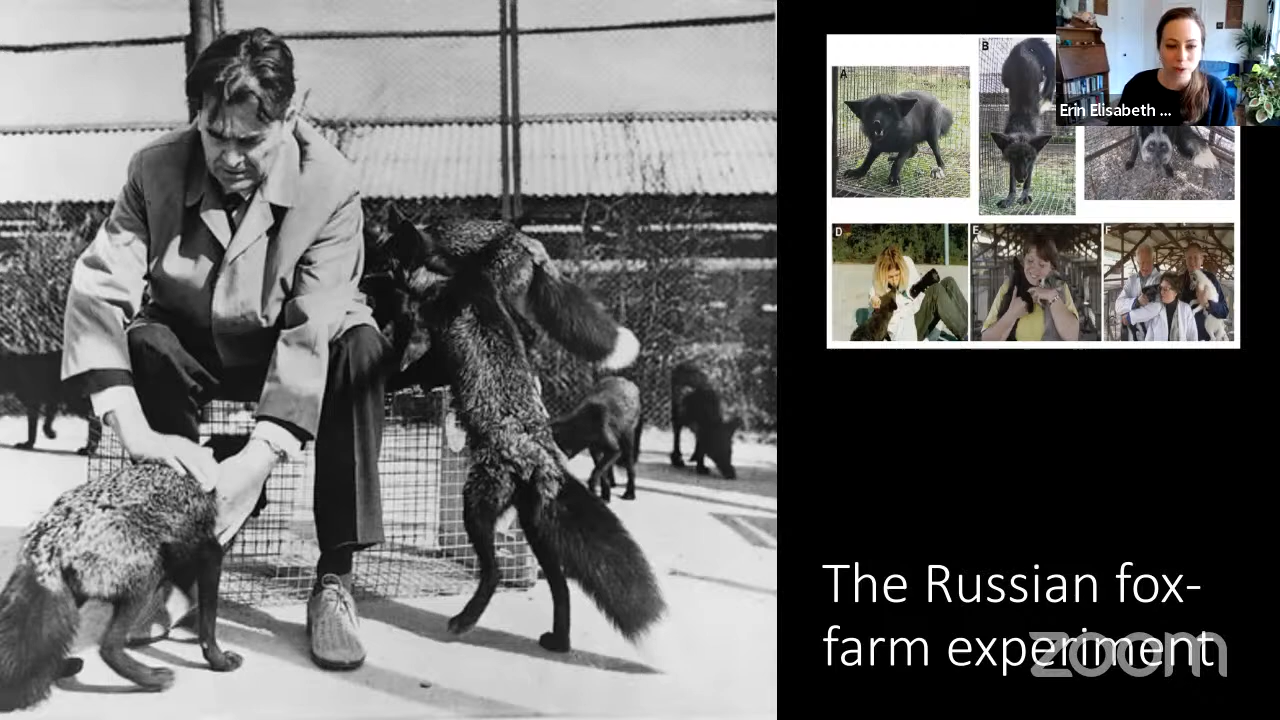 A
B
Erin Elisabeth ...
D
E
F
The Russian fox-
farm experiment
zoom